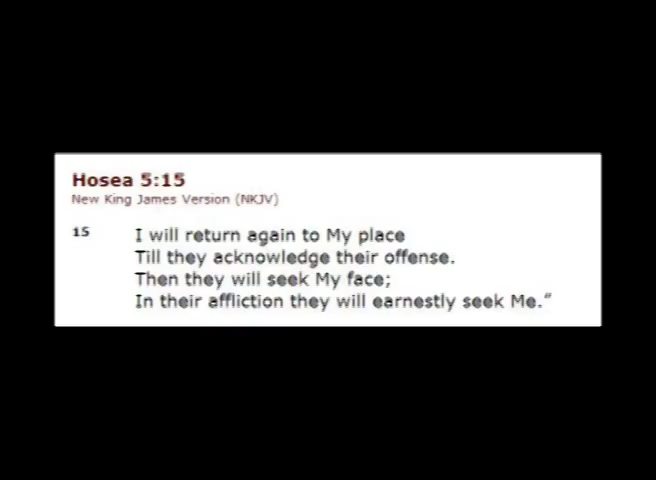 Hosea 5:15
New King James Version (NKJV)
15 I will return again to My place
Till they acknowledge their offense.
Then they will seek My face;
In their affliction they will earnestly seek Me.”